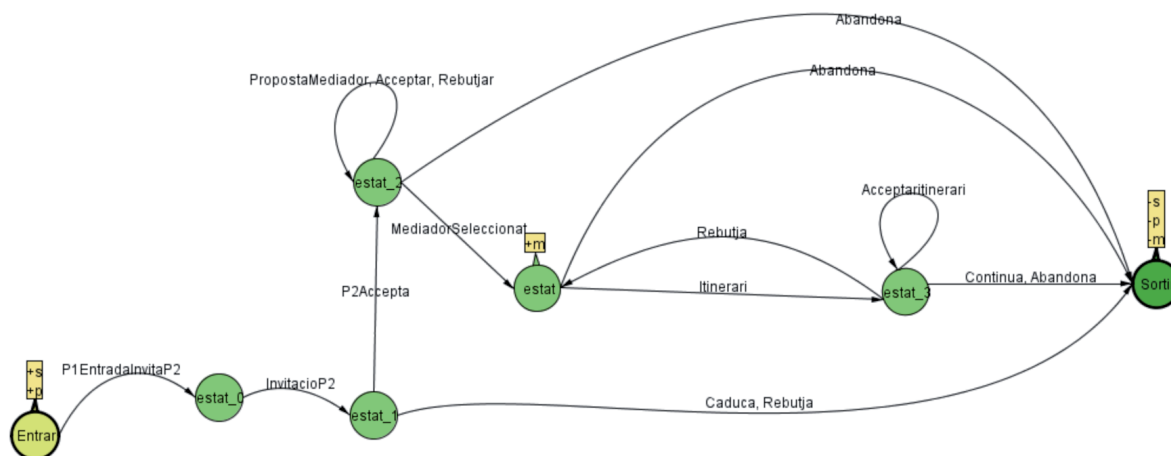 Abandona
Abandona
PropostaMediador, Acceptar, Rebutjar
estat_2
Acceptaritinerari
-s
-p
-m
MediadorSeleccionat
+m
Rebutja
Continua, Abandona
estat
Itinerari
estat_3
Sorti
P2Accepta
+s
+p
P1EntradaInvitaP2
InvitacioP2
estat_0
estat_1
Caduca, Rebutja
Entrar